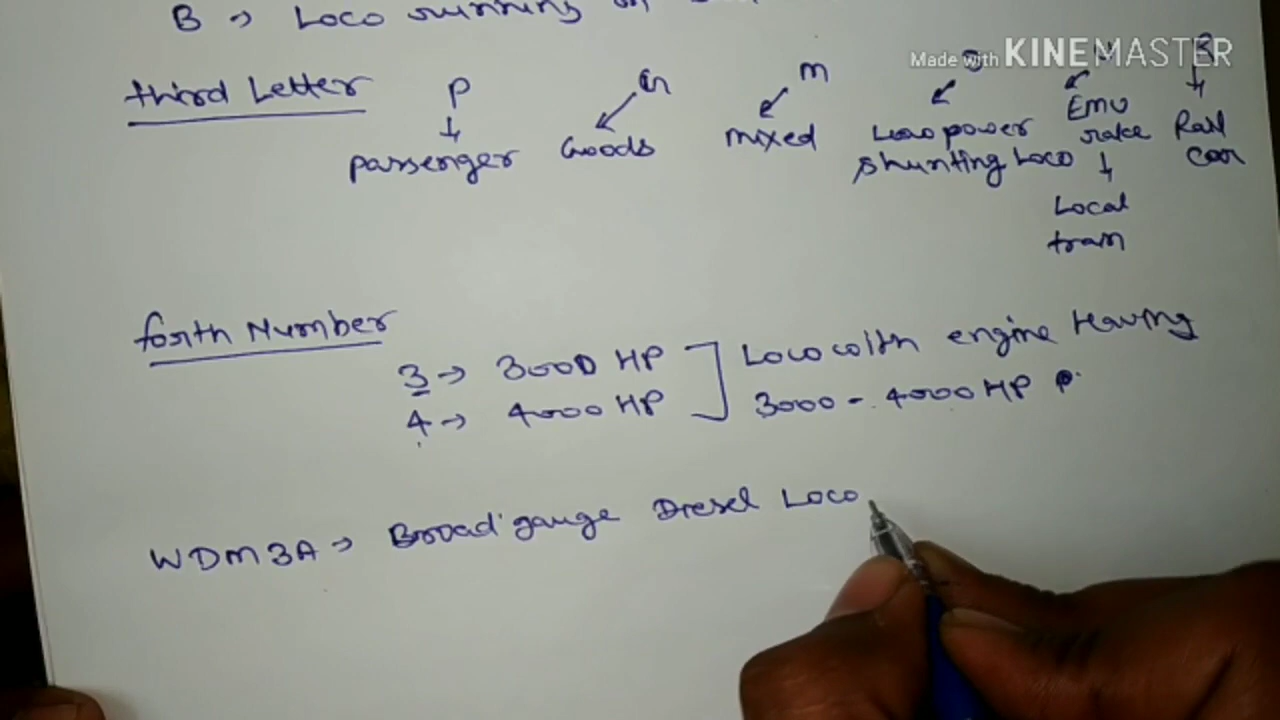 B → Loco running
Made with KINEMASTER
third Letter P G m S U R
passenger Goods mixed Low power shunting Loco EMU rake Rail car
Local train
forth Number
3 → 3000 HP Loco with engine Having
4 → 4000 HP 3000 - 4000 HP
WDM3A → Broad gauge Diesel Loco